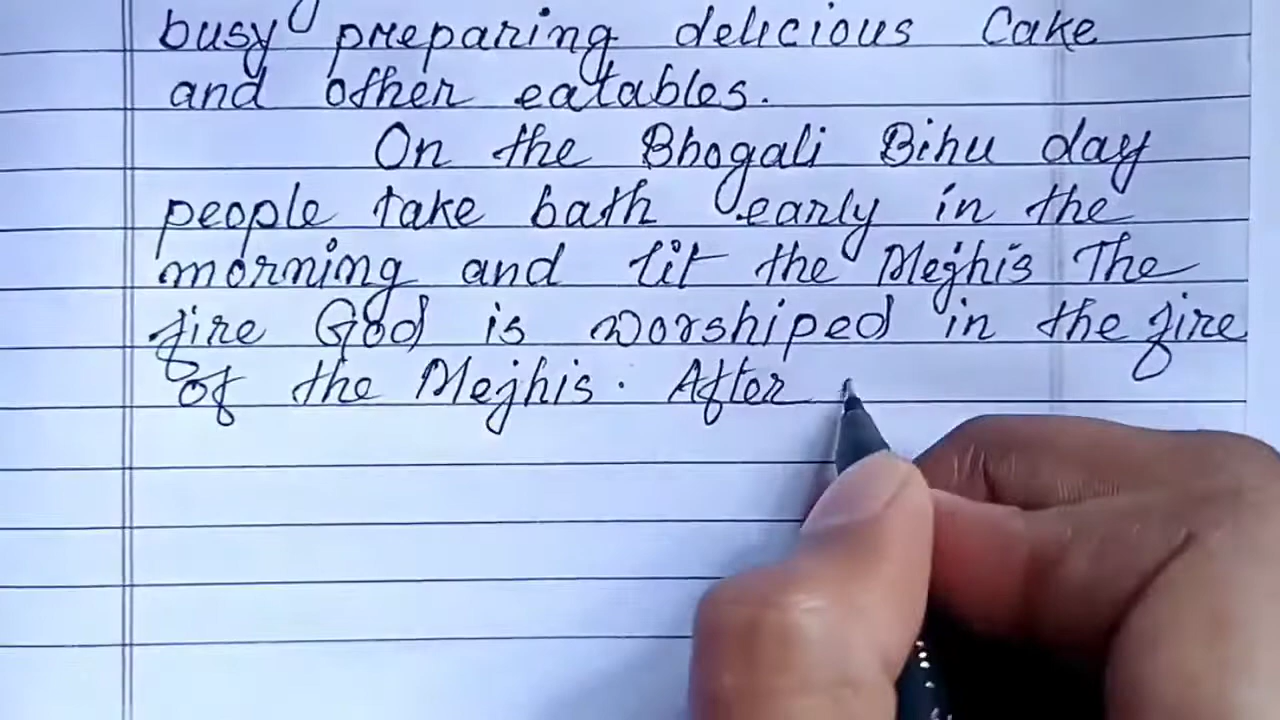 busy preparing delicious Cake
and other eatables.
On the Bhogali Bihu day
people take bath early in the
morning and lit the Mejhis The
fire God is worshiped in the fire
of the Mejhis. After